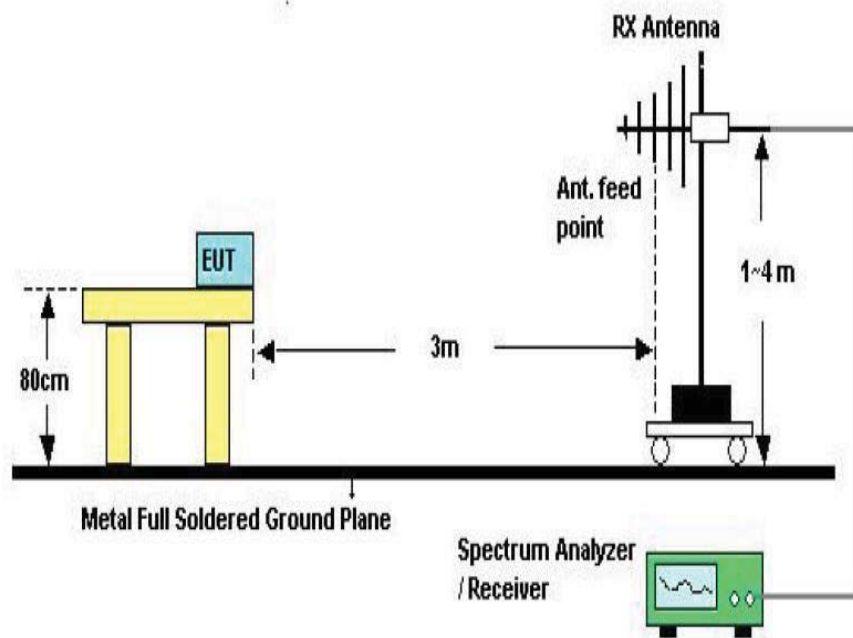 RX Antenna
Ant. feed
point
EUT
1~4 m
3m
80cm
Metal Full Soldered Ground Plane
Spectrum Analyzer
/ Receiver